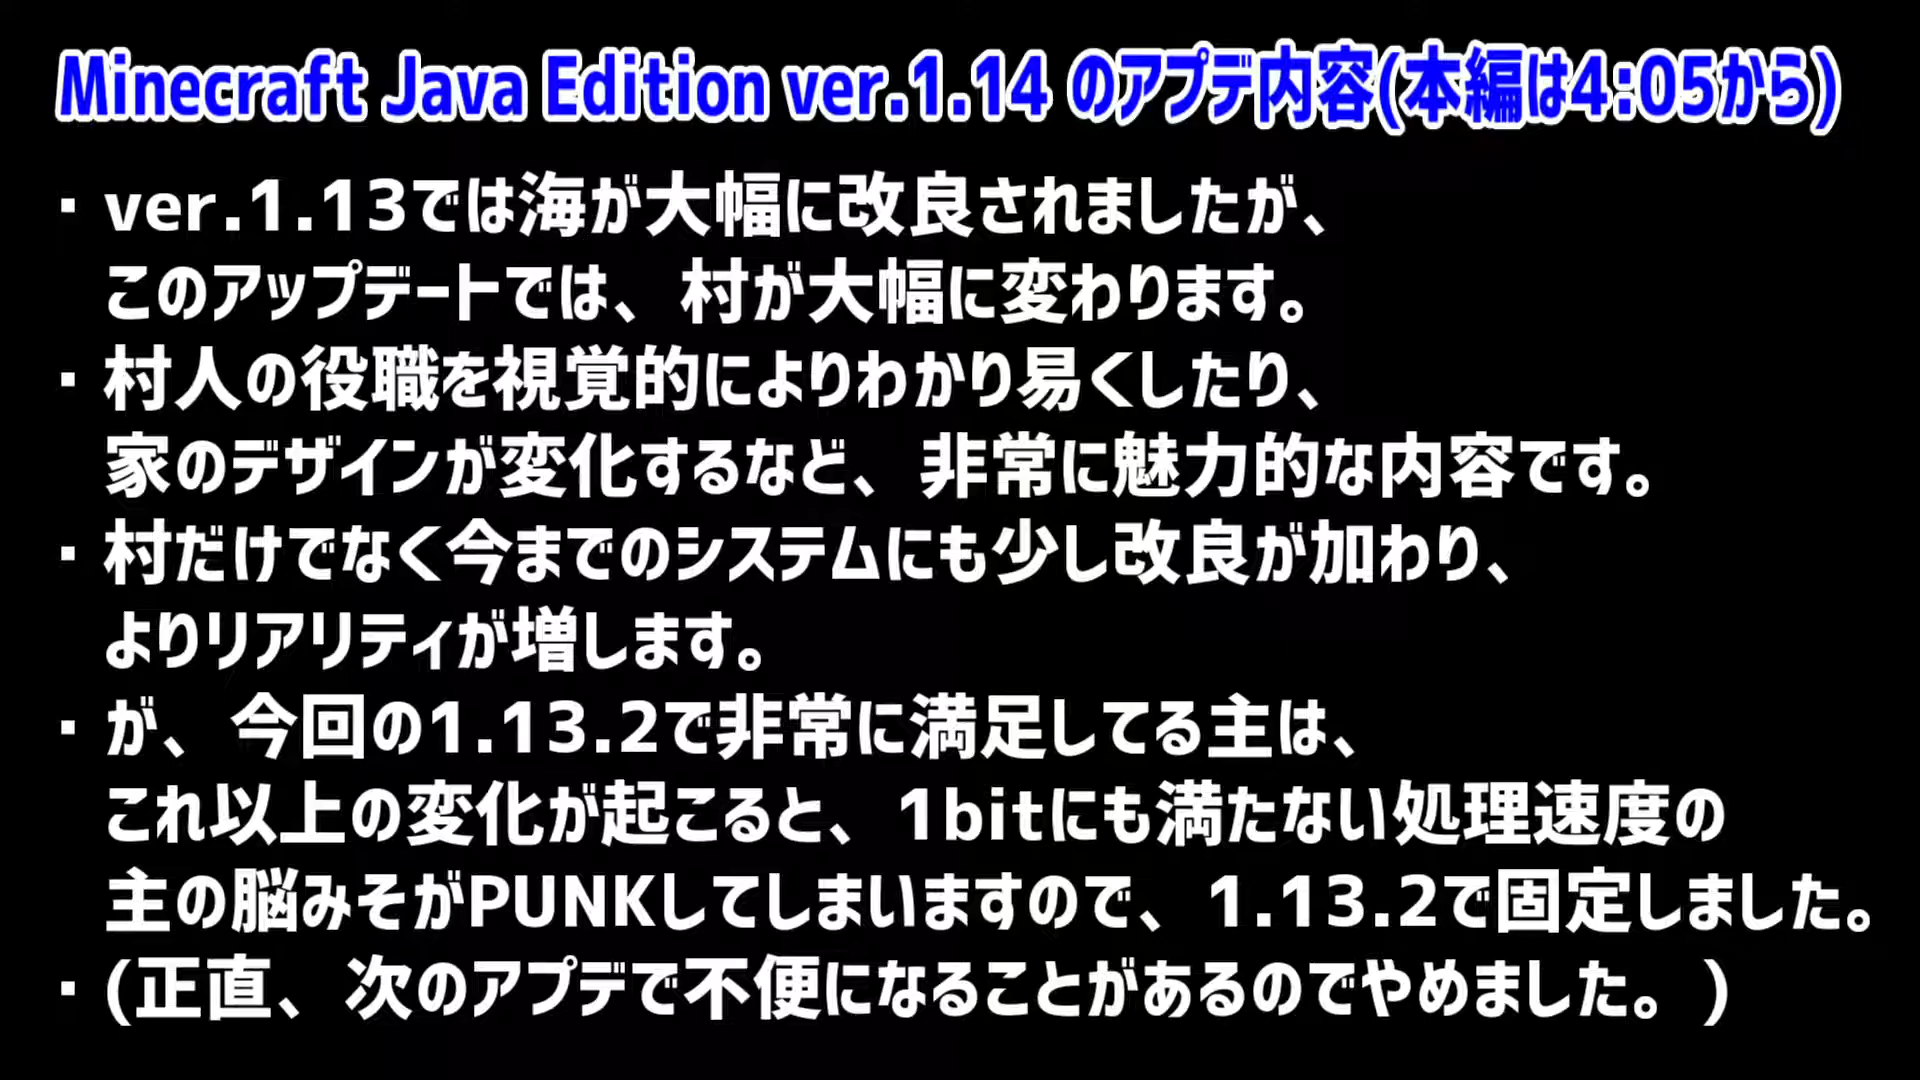 Minecraft Java Edition ver.1.14 のアプデ内容(本編は4:05から)
・ver.1.13では海が大幅に改良されましたが、
このアップデートでは、村が大幅に変わります。
・村人の役職を視覚的によりわかり易くしたり、
家のデザインが変化するなど、非常に魅力的な内容です。
・村だけでなく今までのシステムにも少し改良が加わり、
よりリアリティが増します。
・が、今回の1.13.2で非常に満足してる主は、
これ以上の変化が起こると、1bitにも満たない処理速度の
主の脳みそがPUNKしてしまいますので、1.13.2で固定しました。
・(正直、次のアプデで不便になることがあるのでやめました。)